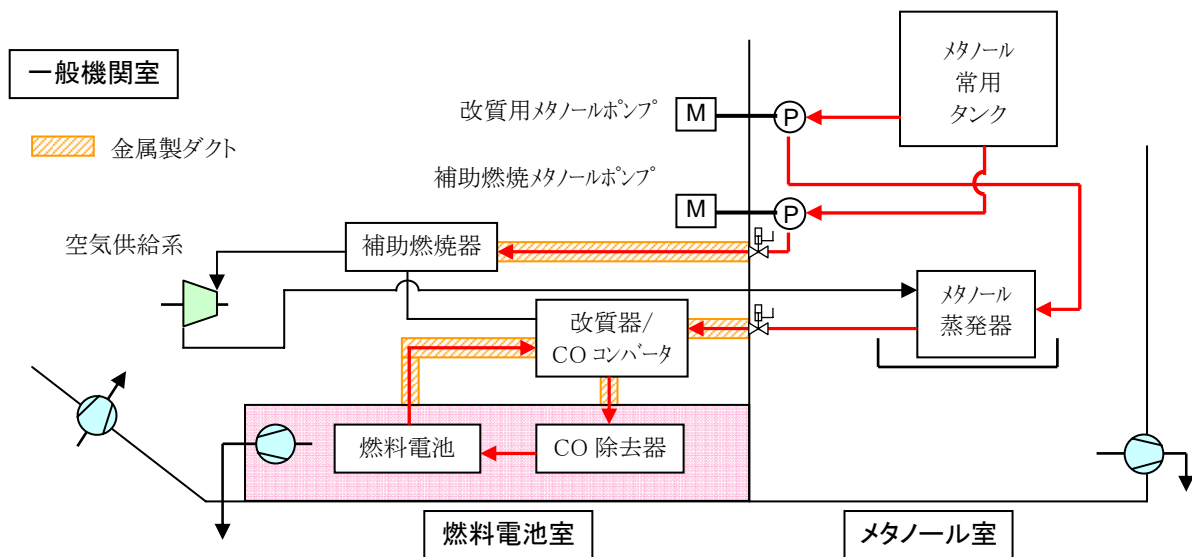 一般機関室
金属製ダクト
改質用ﾒﾀﾉｰﾙﾎﾟﾝﾌﾟ
M
P
ﾒﾀﾉｰﾙ
常用
タンク
補助燃焼ﾒﾀﾉｰﾙﾎﾟﾝﾌﾟ
M
P
空気供給系
補助燃焼器
改質器/
CO ｺﾝﾊﾞｰﾀ
ﾒﾀﾉｰﾙ
蒸発器
燃料電池
CO 除去器
燃料電池室
メタノール室